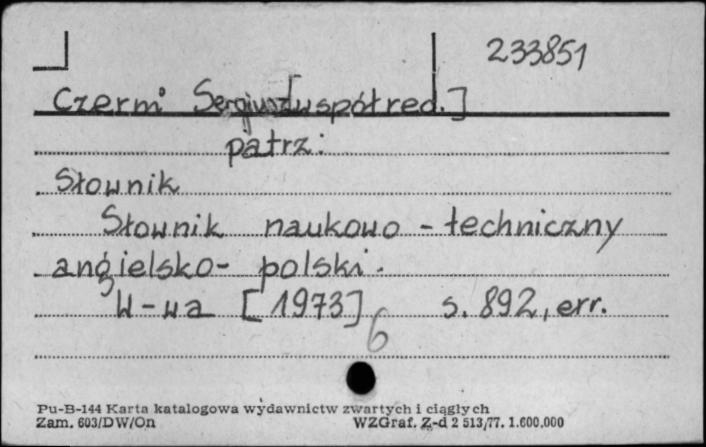 233851
Czerni Sergiusz współred.]
patrz:
Słownik
Słownik naukowo-techniczny
angielsko-polski.
W-wa [1973] s. 892, err.
6
Pu-B-144 Karta katalogowa wydawnictw zwartych i ciągłych
Zam. 603/DW/On WZGraf. Z-d 2 513/77. 1.600.000